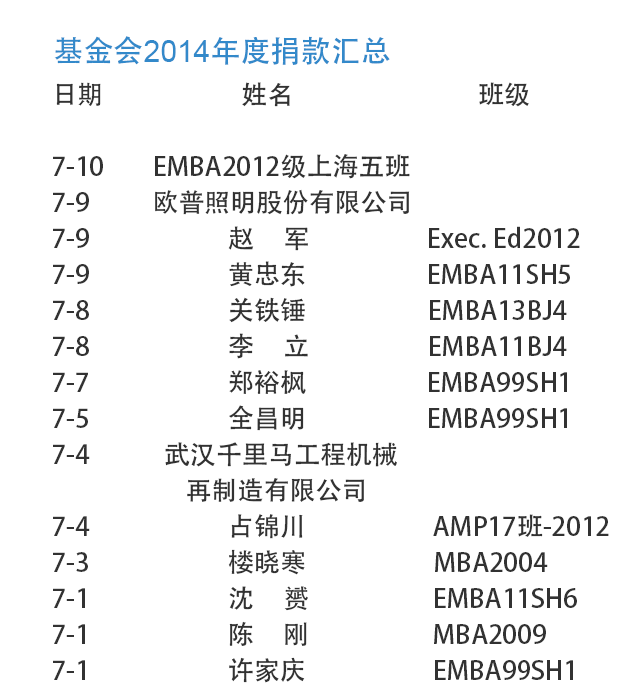 基金会2014年度捐款汇总
日期 姓名 班级
7-10 EMBA2012级上海五班
7-9 欧普照明股份有限公司
7-9 赵 军 Exec. Ed2012
7-9 黄忠东 EMBA11SH5
7-8 关铁锤 EMBA13BJ4
7-8 李 立 EMBA11BJ4
7-7 郑裕枫 EMBA99SH1
7-5 全昌明 EMBA99SH1
7-4 武汉千里马工程机械
再制造有限公司
7-4 占锦川 AMP17班-2012
7-3 楼晓寒 MBA2004
7-1 沈 赟 EMBA11SH6
7-1 陈 刚 MBA2009
7-1 许家庆 EMBA99SH1